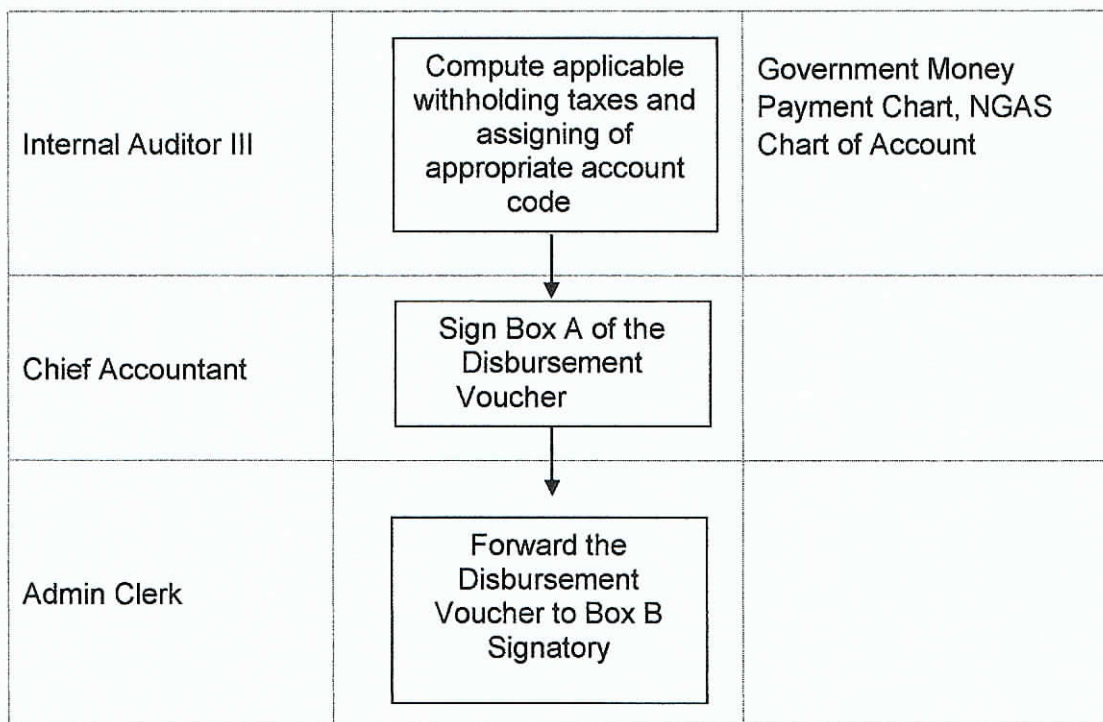 Internal Auditor III
Compute applicable
withholding taxes and
assigning of
appropriate account
code
Government Money
Payment Chart, NGAS
Chart of Account
Chief Accountant
Sign Box A of the
Disbursement
Voucher
Admin Clerk
Forward the
Disbursement
Voucher to Box B
Signatory